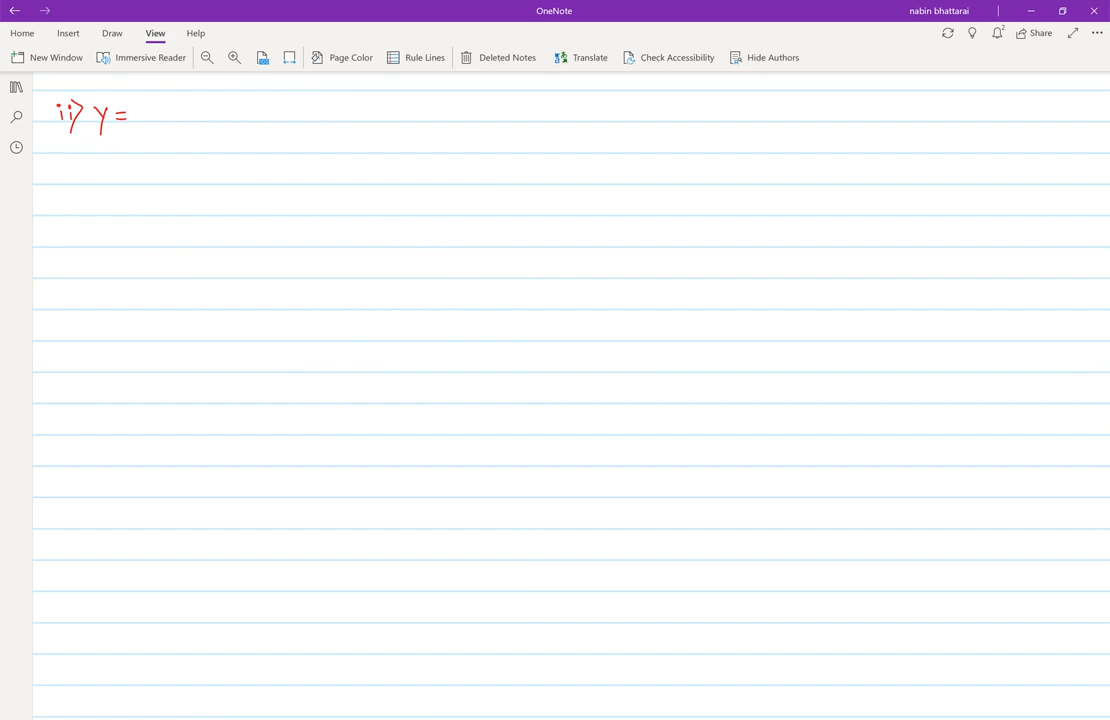 OneNote
nabin bhattarai
Home Insert Draw View Help
2 Share
New Window Immersive Reader Page Color Rule Lines Deleted Notes Translate Check Accessibility Hide Authors
ii> y =